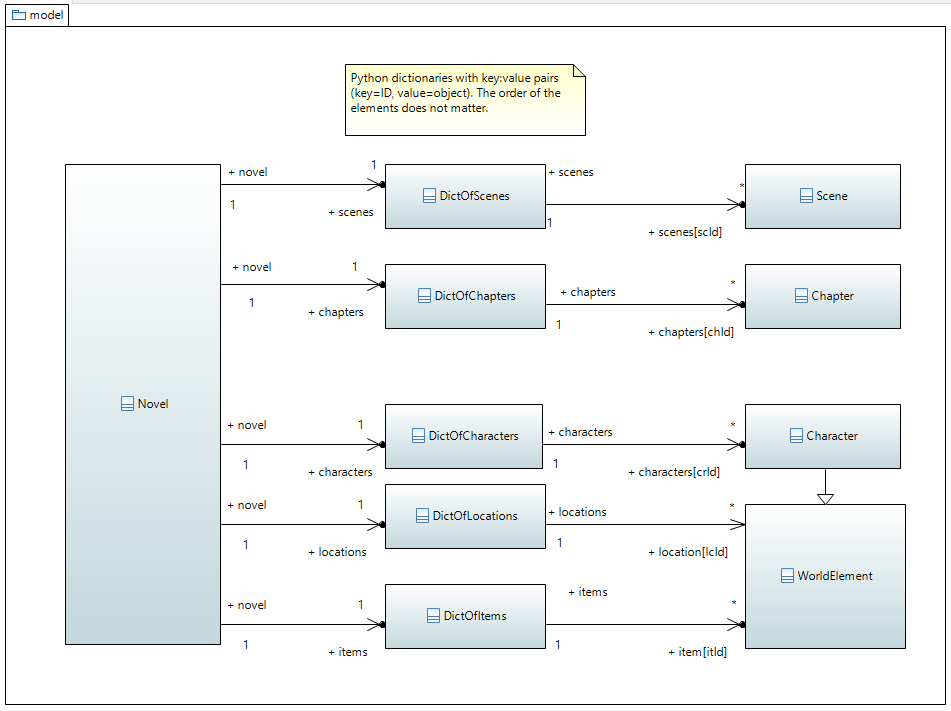 model
Python dictionaries with key:value pairs
(key=ID, value=object). The order of the
elements does not matter.
+ novel
1
1
+ scenes
DictOfScenes
+ scenes
1
*
+ scenes[scId]
Scene
+ novel
1
1
+ chapters
DictOfChapters
+ chapters
1
*
+ chapters[chId]
Chapter
Novel
+ novel
1
1
+ characters
DictOfCharacters
+ characters
1
*
+ characters[crId]
Character
+ novel
1
1
+ locations
DictOfLocations
+ locations
1
*
+ location[lcId]
WorldElement
+ novel
1
1
+ items
DictOfItems
+ items
1
*
+ item[itId]